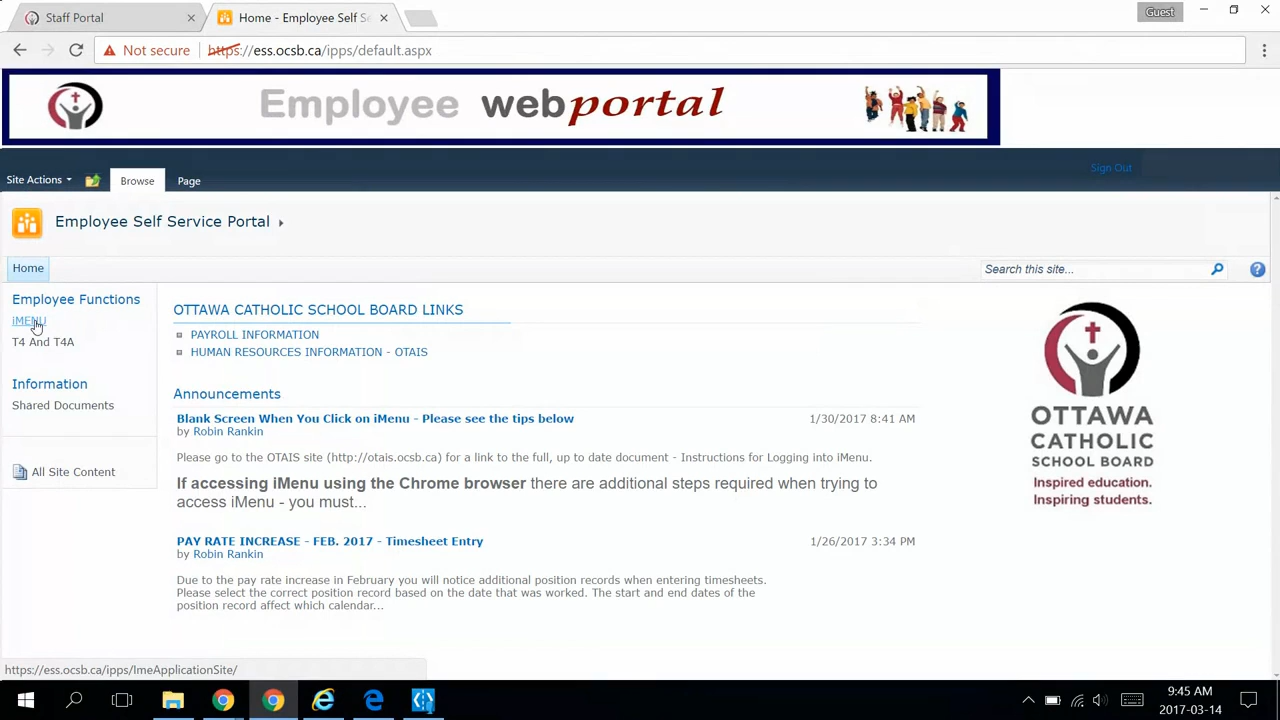 Staff Portal
Home - Employee Self S
Guest
Not secure https://ess.ocsb.ca/ipps/default.aspx
Employee webportal
Sign Out
Site Actions Browse Page
Employee Self Service Portal
Home
Search this site...
Employee Functions
iMENU
T4 And T4A
Information
Shared Documents
All Site Content
OTTAWA CATHOLIC SCHOOL BOARD LINKS
PAYROLL INFORMATION
HUMAN RESOURCES INFORMATION - OTAIS
Announcements
Blank Screen When You Click on iMenu - Please see the tips below 1/30/2017 8:41 AM
by Robin Rankin
Please go to the OTAIS site (http://otais.ocsb.ca) for a link to the full, up to date document - Instructions for Logging into iMenu.
If accessing iMenu using the Chrome browser there are additional steps required when trying to
access iMenu - you must...
PAY RATE INCREASE - FEB. 2017 - Timesheet Entry 1/26/2017 3:34 PM
by Robin Rankin
Due to the pay rate increase in February you will notice additional position records when entering timesheets.
Please select the correct position record based on the date that was worked. The start and end dates of the
position record affect which calendar...
OTTAWA
CATHOLIC
SCHOOL BOARD
Inspired education.
Inspiring students.
https://ess.ocsb.ca/ipps/ImeApplicationSite/
9:45 AM
2017-03-14